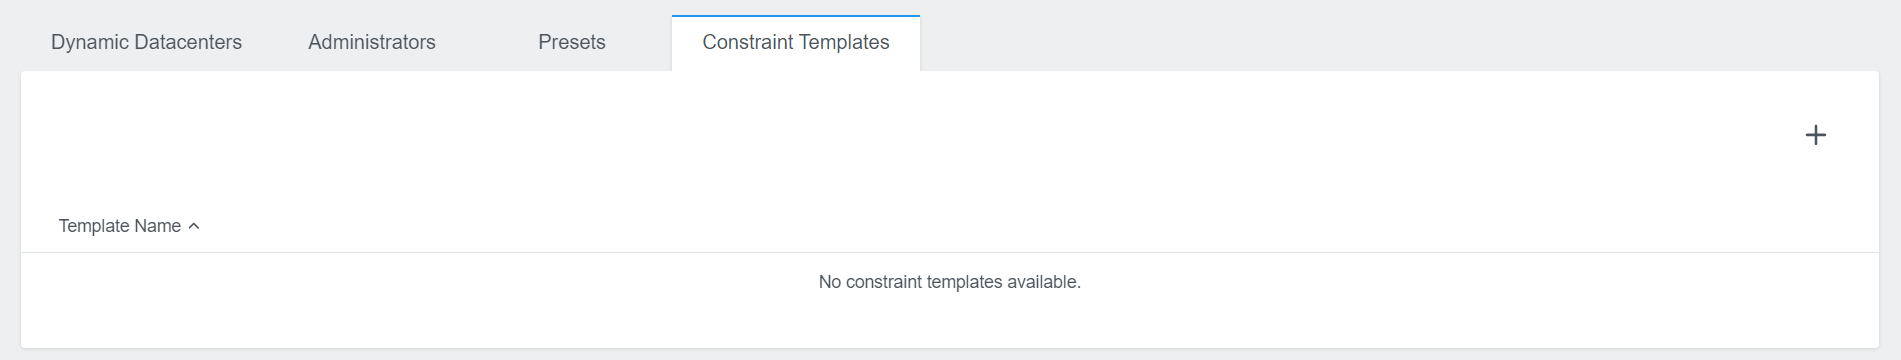 Dynamic Datacenters Administrators Presets Constraint Templates
Template Name
No constraint templates available.